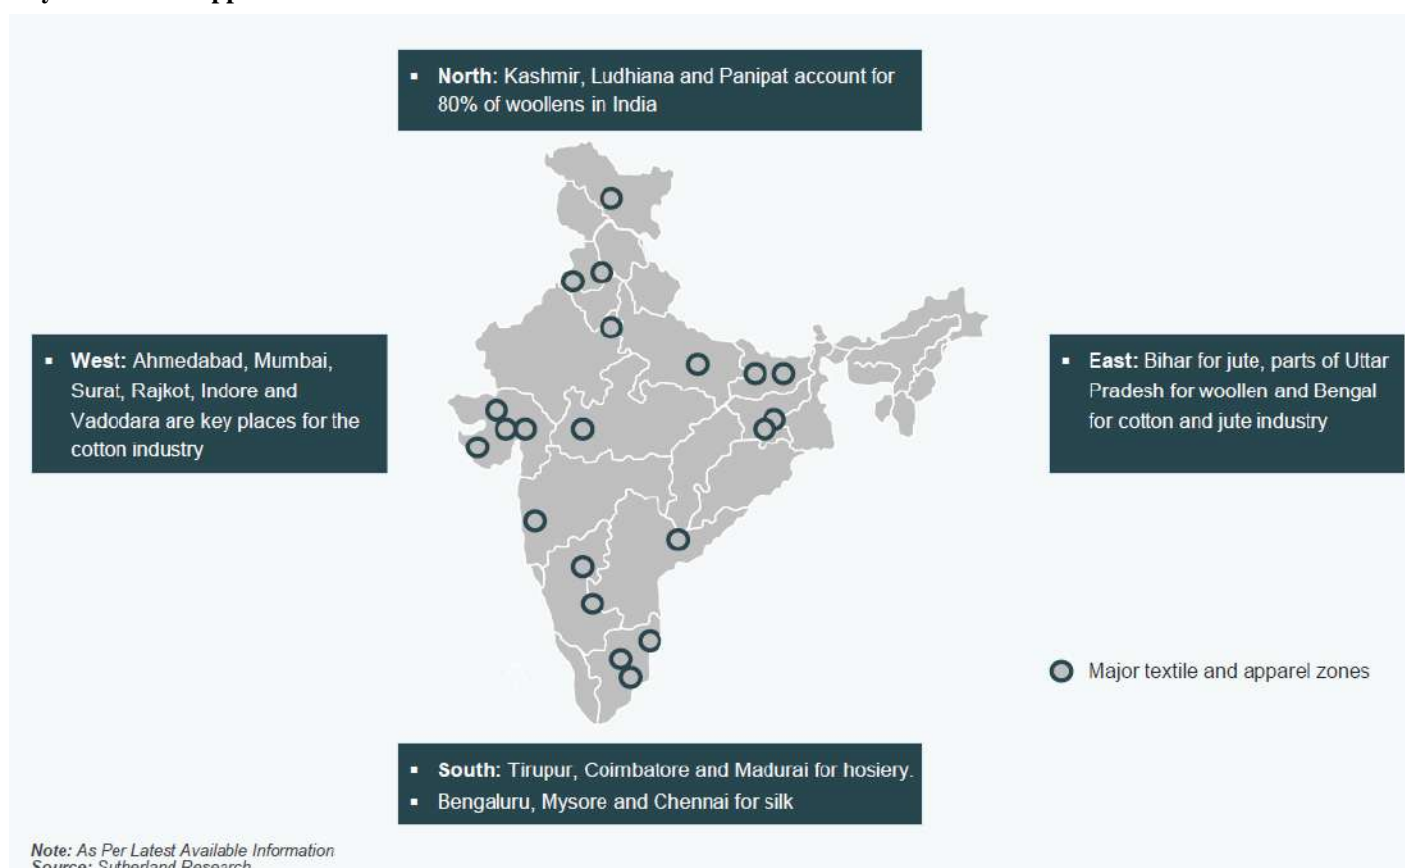 ▪ North: Kashmir, Ludhiana and Panipat account for
80% of woollens in India
▪ West: Ahmedabad, Mumbai,
Surat, Rajkot, Indore and
Vadodara are key places for the
cotton industry
▪ East: Bihar for jute, parts of Uttar
Pradesh for woollen and Bengal
for cotton and jute industry
Major textile and apparel zones
▪ South: Tirupur, Coimbatore and Madurai for hosiery.
▪ Bengaluru, Mysore and Chennai for silk
Note: As Per Latest Available Information
Source: Sutherland Research